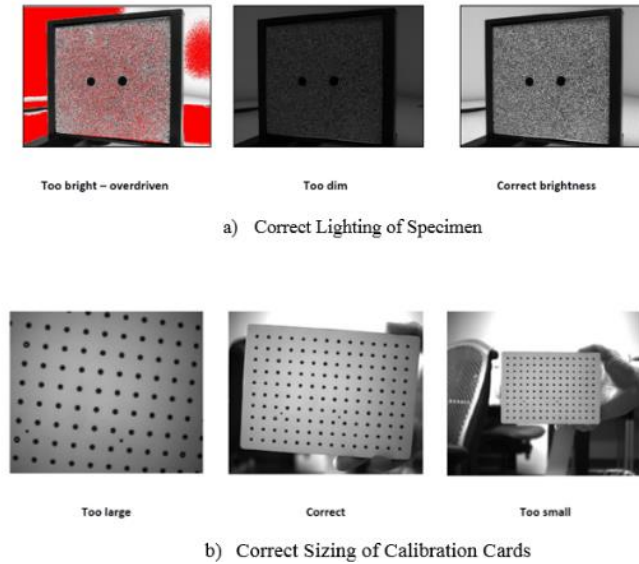 Too bright – overdriven
Too dim
Correct brightness
a) Correct Lighting of Specimen
Too large
Correct
Too small
b) Correct Sizing of Calibration Cards